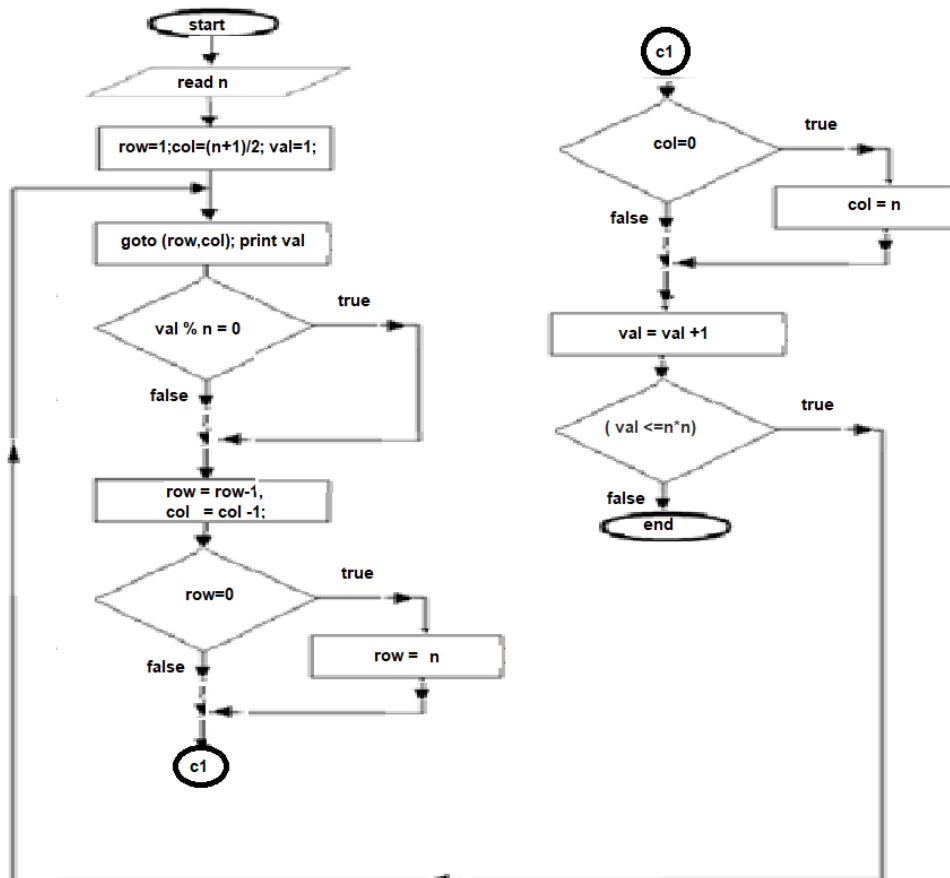 start
read n
row=1;col=(n+1)/2; val=1;
goto (row,col); print val
val % n = 0
true
false
row = row-1,
col = col -1;
row=0
true
false
row = n
c1
c1
col=0
true
false
col = n
val = val +1
( val <=n*n)
true
false
end